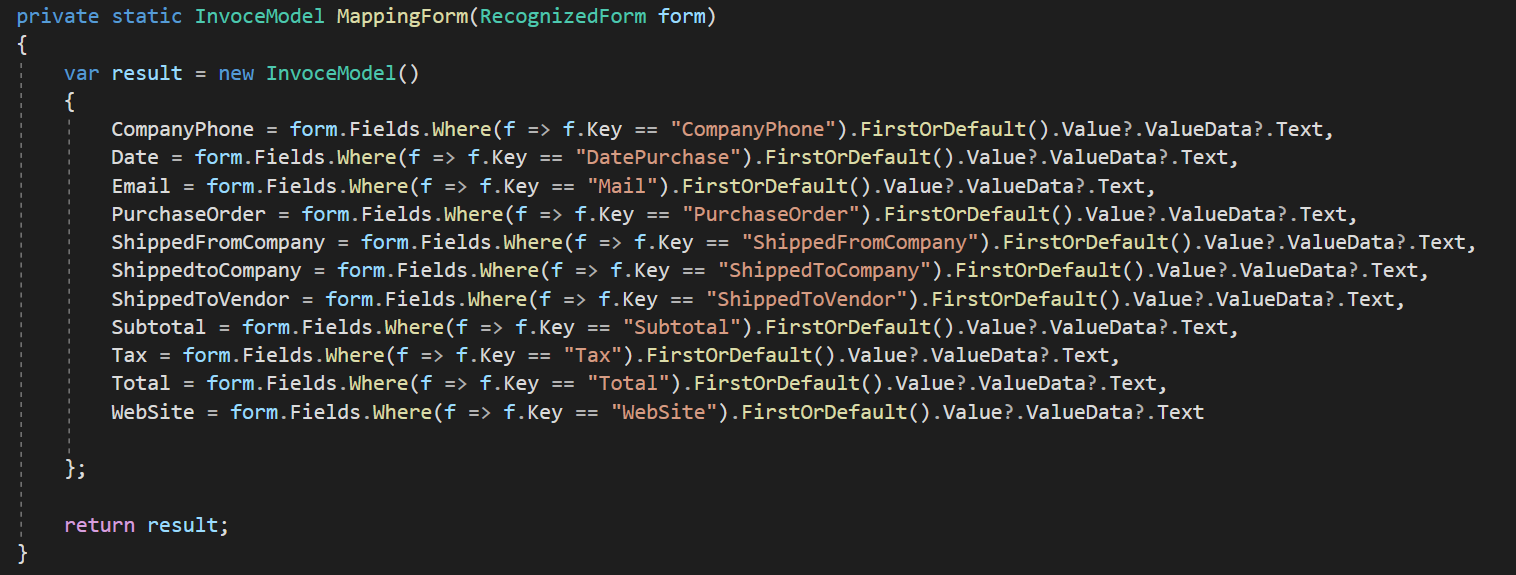 private static InvoceModel MappingForm(RecognizedForm form)
{
var result = new InvoceModel()
{
CompanyPhone = form.Fields.Where(f => f.Key == "CompanyPhone").FirstOrDefault().Value?.ValueData?.Text,
Date = form.Fields.Where(f => f.Key == "DatePurchase").FirstOrDefault().Value?.ValueData?.Text,
Email = form.Fields.Where(f => f.Key == "Mail").FirstOrDefault().Value?.ValueData?.Text,
PurchaseOrder = form.Fields.Where(f => f.Key == "PurchaseOrder").FirstOrDefault().Value?.ValueData?.Text,
ShippedFromCompany = form.Fields.Where(f => f.Key == "ShippedFromCompany").FirstOrDefault().Value?.ValueData?.Text,
ShippedtoCompany = form.Fields.Where(f => f.Key == "ShippedToCompany").FirstOrDefault().Value?.ValueData?.Text,
ShippedToVendor = form.Fields.Where(f => f.Key == "ShippedToVendor").FirstOrDefault().Value?.ValueData?.Text,
Subtotal = form.Fields.Where(f => f.Key == "Subtotal").FirstOrDefault().Value?.ValueData?.Text,
Tax = form.Fields.Where(f => f.Key == "Tax").FirstOrDefault().Value?.ValueData?.Text,
Total = form.Fields.Where(f => f.Key == "Total").FirstOrDefault().Value?.ValueData?.Text,
WebSite = form.Fields.Where(f => f.Key == "WebSite").FirstOrDefault().Value?.ValueData?.Text
};
return result;
}